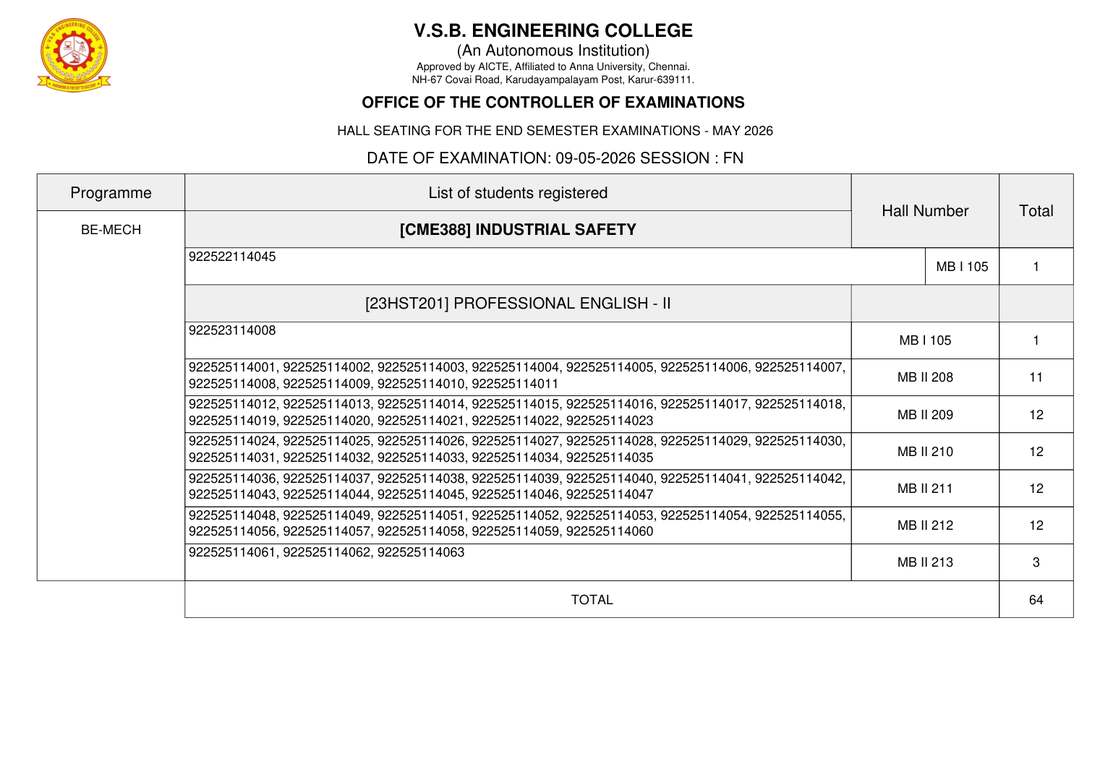 V.S.B. ENGINEERING COLLEGE
(An Autonomous Institution)
Approved by AICTE, Affiliated to Anna University, Chennai.
NH-67 Covai Road, Karudayampalayam Post, Karur-639111.
OFFICE OF THE CONTROLLER OF EXAMINATIONS
HALL SEATING FOR THE END SEMESTER EXAMINATIONS - MAY 2026
DATE OF EXAMINATION: 09-05-2026 SESSION : FN
Programme List of students registered Hall Number Total
BE-MECH [CME388] INDUSTRIAL SAFETY
922522114045 MB I 105 1
[23HST201] PROFESSIONAL ENGLISH - II
922523114008 MB I 105 1
922525114001, 922525114002, 922525114003, 922525114004, 922525114005, 922525114006, 922525114007,
922525114008, 922525114009, 922525114010, 922525114011 MB II 208 11
922525114012, 922525114013, 922525114014, 922525114015, 922525114016, 922525114017, 922525114018,
922525114019, 922525114020, 922525114021, 922525114022, 922525114023 MB II 209 12
922525114024, 922525114025, 922525114026, 922525114027, 922525114028, 922525114029, 922525114030,
922525114031, 922525114032, 922525114033, 922525114034, 922525114035 MB II 210 12
922525114036, 922525114037, 922525114038, 922525114039, 922525114040, 922525114041, 922525114042,
922525114043, 922525114044, 922525114045, 922525114046, 922525114047 MB II 211 12
922525114048, 922525114049, 922525114051, 922525114052, 922525114053, 922525114054, 922525114055,
922525114056, 922525114057, 922525114058, 922525114059, 922525114060 MB II 212 12
922525114061, 922525114062, 922525114063 MB II 213 3
TOTAL 64